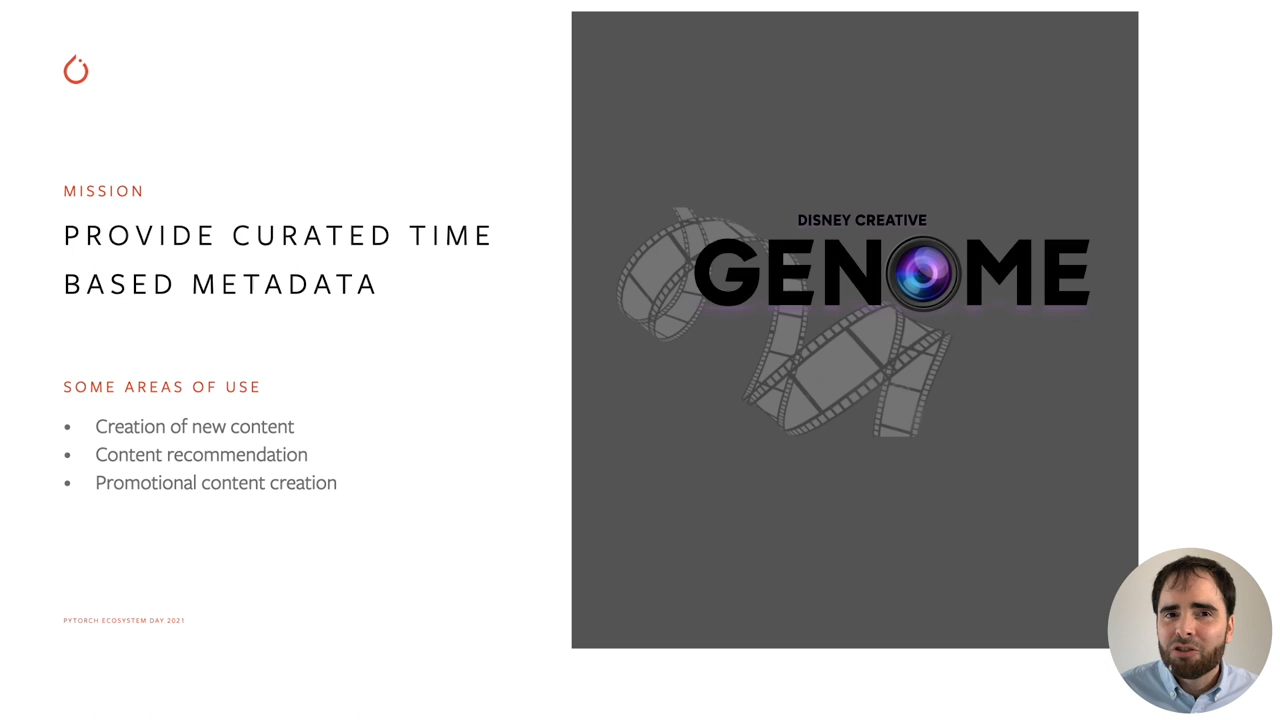 MISSION
PROVIDE CURATED TIME
BASED METADATA
SOME AREAS OF USE
• Creation of new content
• Content recommendation
• Promotional content creation
PYTORCH ECOSYSTEM DAY 2021
DISNEY CREATIVE
GENOME